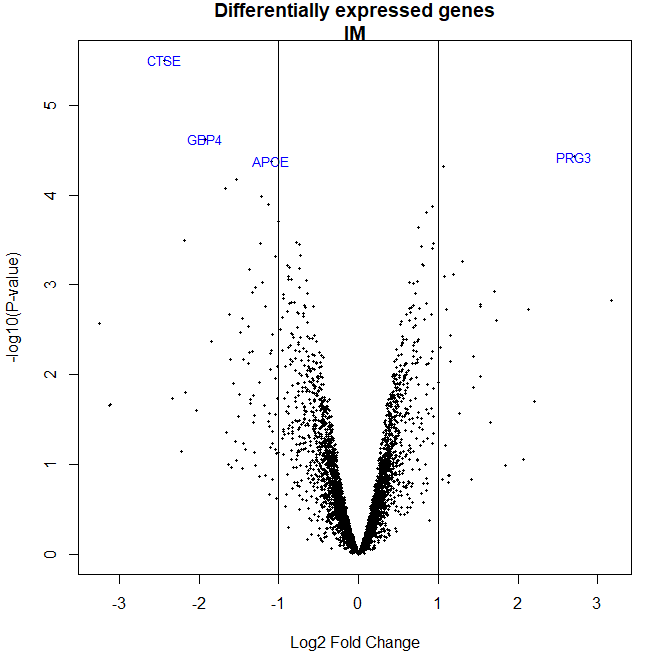 Differentially expressed genes
IM
CTSE
GBP4
APOE
PRG3
-log10(P-value)
5
4
3
2
1
0
-3
-2
-1
0
1
2
3
Log2 Fold Change